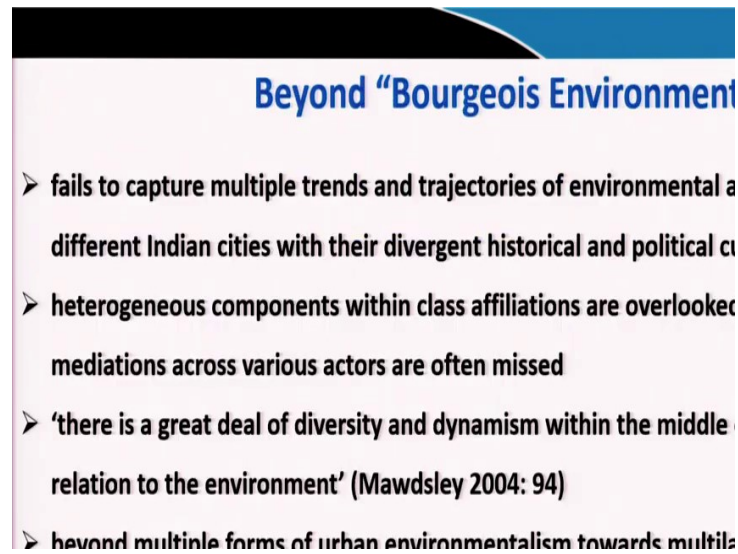 Beyond “Bourgeois Environment
➢ fails to capture multiple trends and trajectories of environmental a
different Indian cities with their divergent historical and political cu
➢ heterogeneous components within class affiliations are overlooked
mediations across various actors are often missed
➢ ‘there is a great deal of diversity and dynamism within the middle
relation to the environment’ (Mawdsley 2004: 94)
➢ beyond multiple forms of urban environmentalism towards multila